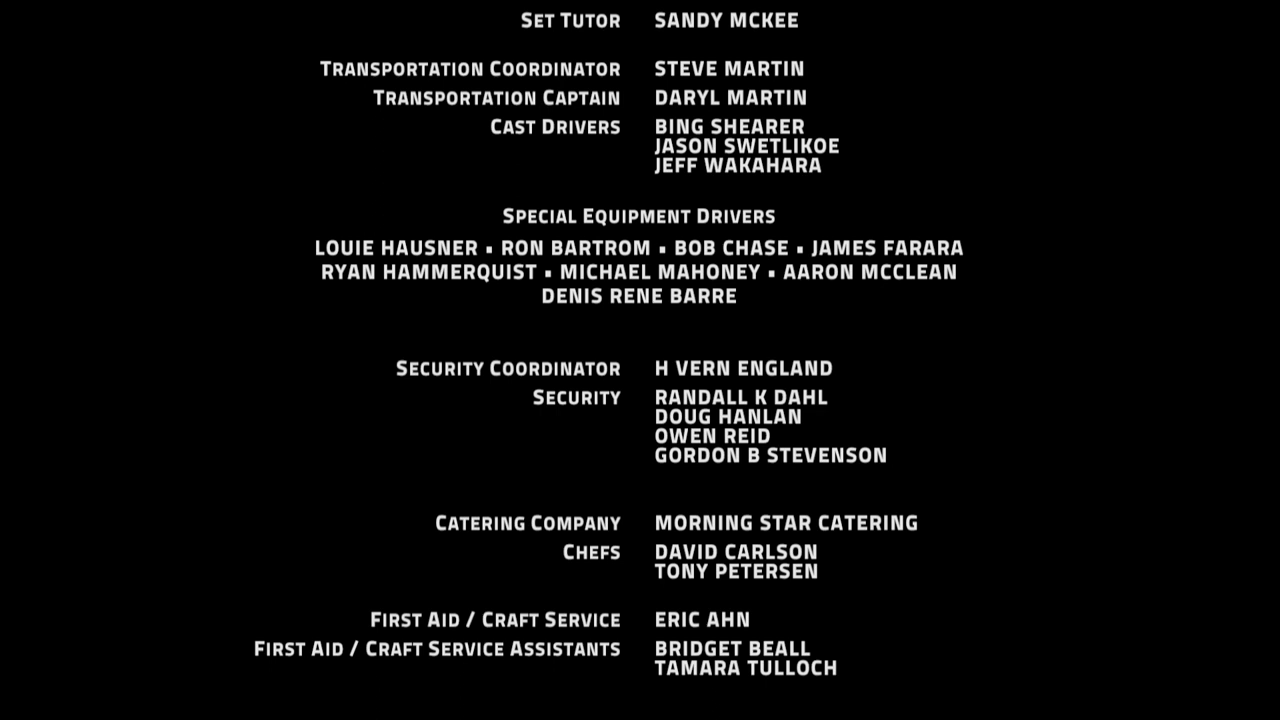 Set Tutor SANDY MCKEE
Transportation Coordinator STEVE MARTIN
Transportation Captain DARYL MARTIN
Cast Drivers BING SHEARER
JASON SWETLIKOE
JEFF WAKAHARA
Special Equipment Drivers
LOUIE HAUSNER ▪ RON BARTROM ▪ BOB CHASE ▪ JAMES FARARA
RYAN HAMMERQUIST ▪ MICHAEL MAHONEY ▪ AARON MCCLEAN
DENIS RENE BARRE
Security Coordinator H VERN ENGLAND
Security RANDALL K DAHL
DOUG HANLAN
OWEN REID
GORDON B STEVENSON
Catering Company MORNING STAR CATERING
Chefs DAVID CARLSON
TONY PETERSEN
First Aid / Craft Service ERIC AHN
First Aid / Craft Service Assistants BRIDGET BEALL
TAMARA TULLOCH